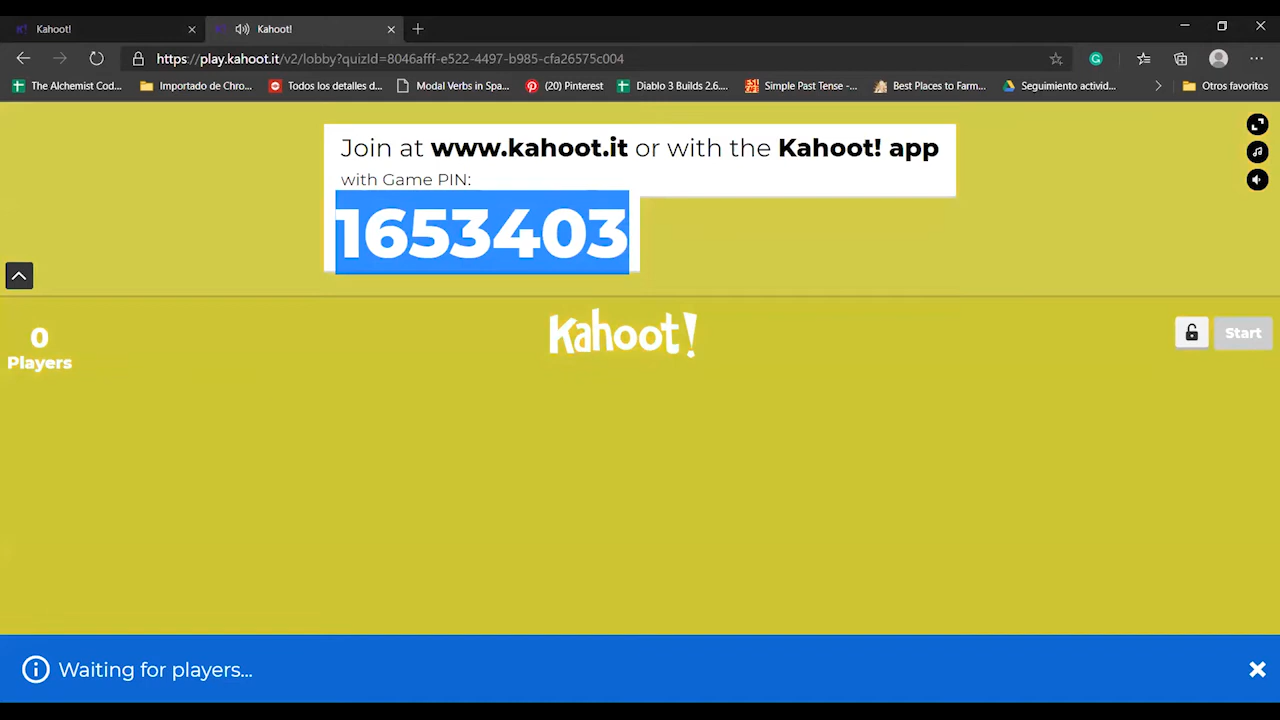 Kahoot!
Kahoot!
https://play.kahoot.it/v2/lobby?quizId=8046afff-e522-4497-b985-cfa26575c004
The Alchemist Cod... Importado de Chro... Todos los detalles d... Modal Verbs in Spa... (20) Pinterest Diablo 3 Builds 2.6.... Simple Past Tense -... Best Places to Farm... Seguimiento activid... Otros favoritos
Join at www.kahoot.it or with the Kahoot! app
with Game PIN:
1653403
0
Players
Kahoot!
Start
Waiting for players...